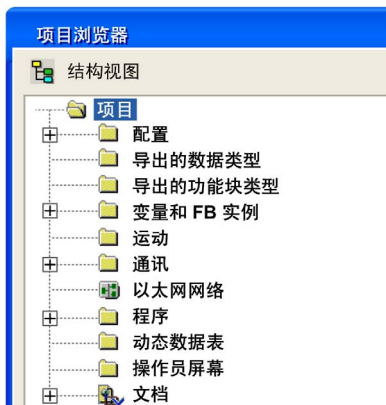 项目浏览器
结构视图
项目
配置
导出的数据类型
导出的功能块类型
变量和 FB 实例
运动
通讯
以太网网络
程序
动态数据表
操作员屏幕
文档